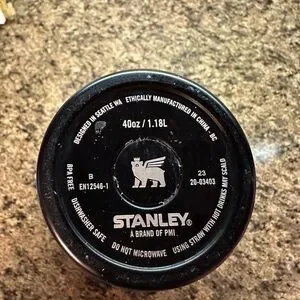 DESIGNED IN SEATTLE WA   ETHICALLY MANUFACTURED IN CHINA - BC
40oz / 1.18L
B
EN12546-1
23
20-03403
STANLEY®
A BRAND OF PMI
BPA FREE   DISHWASHER SAFE   DO NOT MICROWAVE   USING STRAW WITH HOT DRINKS MAY SCALD